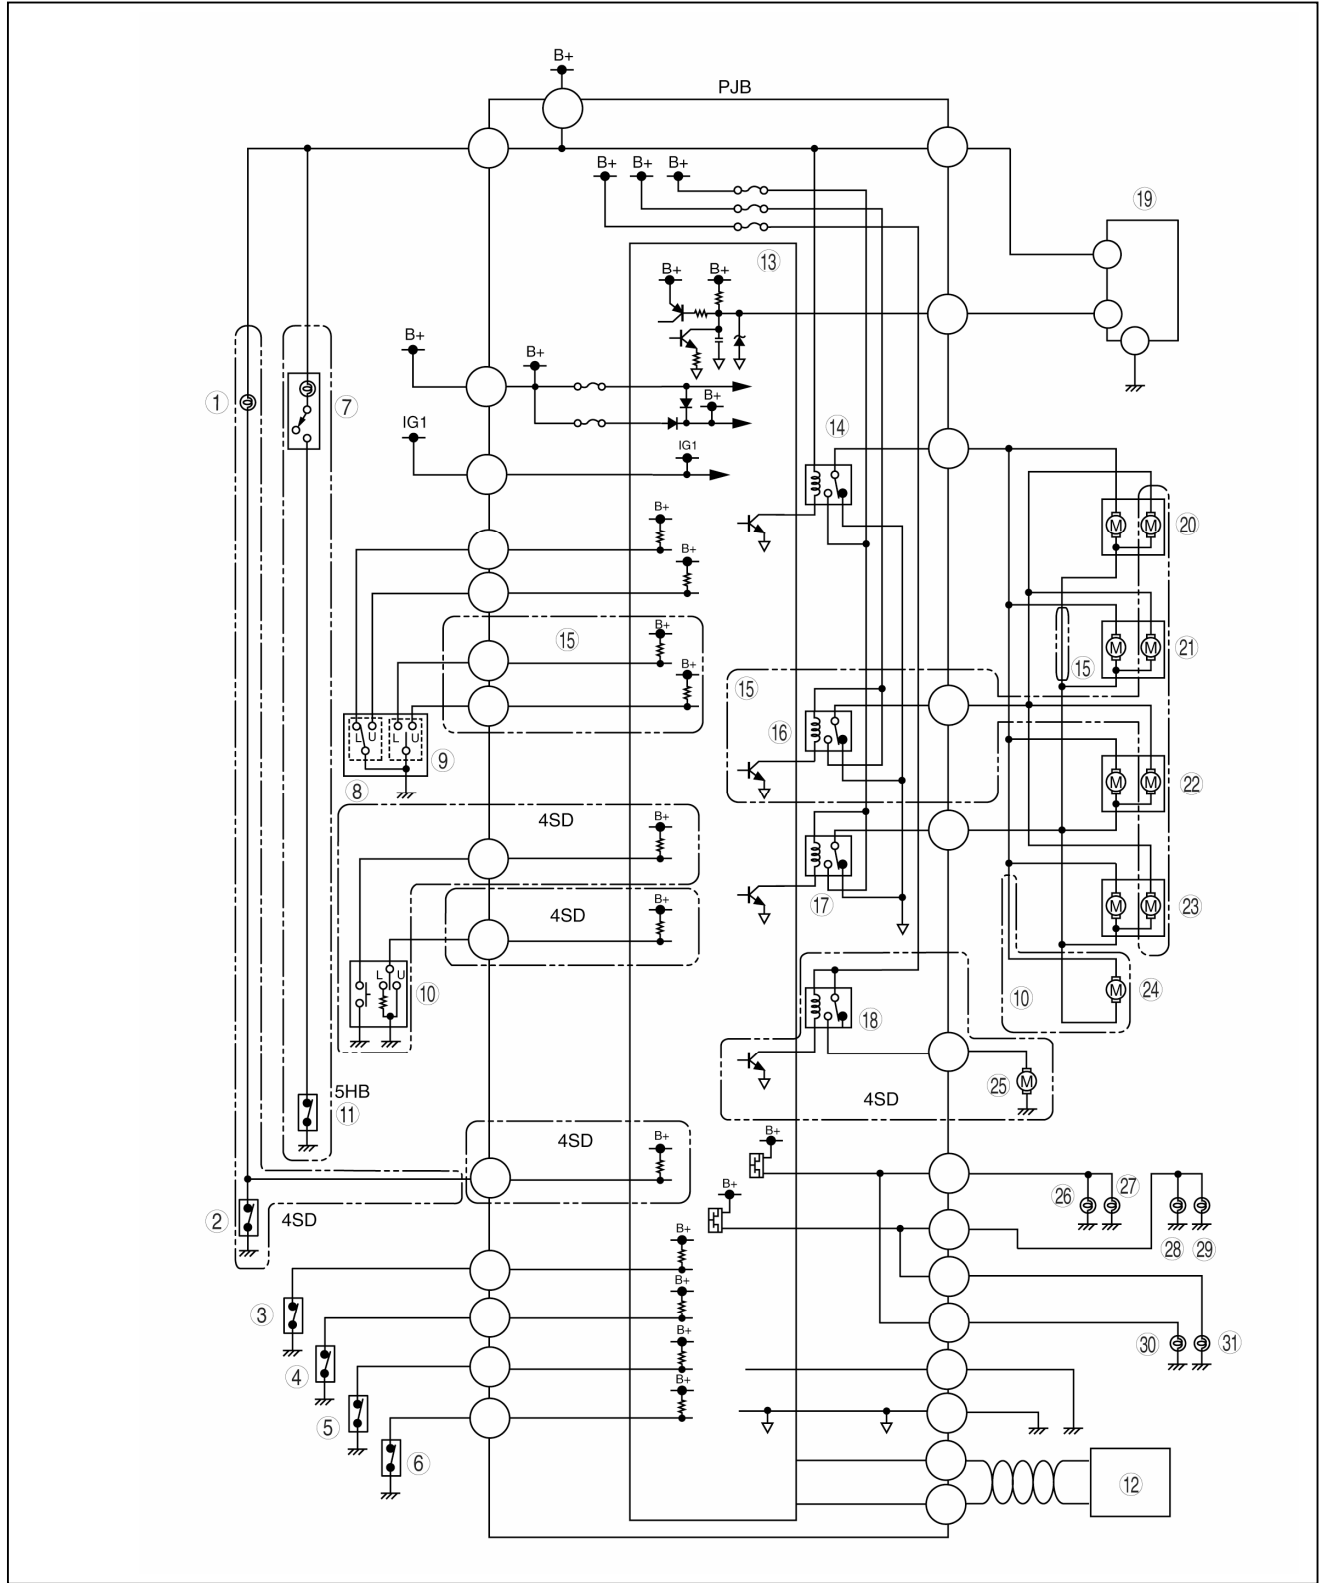 B+
PJB
B+ B+ B+
⑲
⑬
B+ B+
B+
B+
①
⑦
B+
IG1
⑭
IG1
B+
⑳
B+
⑮
B+
㉑
⑮
B+
⑮
L U L U
⑯
⑨
⑧
㉒
4SD
B+
4SD
B+
⑰
㉓
L U
⑩
⑩
㉔
⑱
5HB
⑪
㉕
4SD
4SD
B+
B+
B+
㉖ ㉗
② 4SD
B+
㉘ ㉙
B+
③
B+
㉚ ㉛
④
B+
⑤
⑥
⑫
M M
M M
M M
M M
M
M